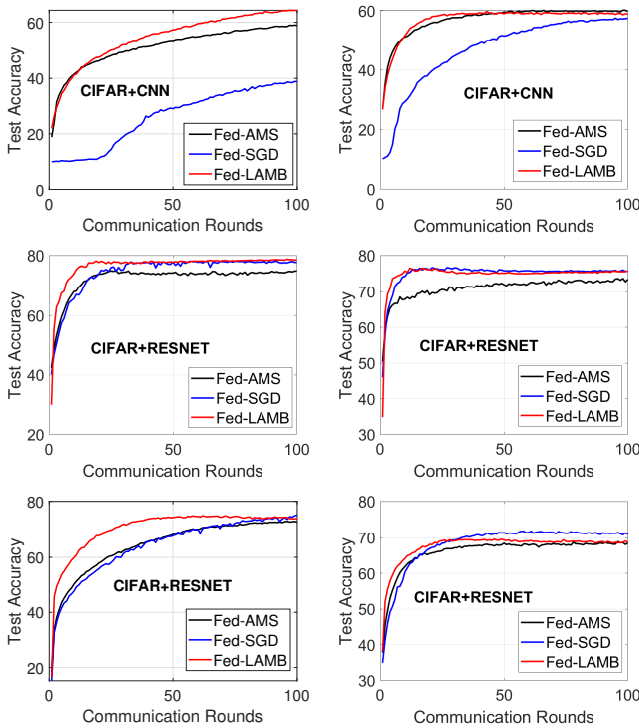 60
40
20
0
Test Accuracy
CIFAR+CNN
Fed-AMS
Fed-SGD
Fed-LAMB
0
50
100
Communication Rounds
60
40
20
0
Test Accuracy
CIFAR+CNN
Fed-AMS
Fed-SGD
Fed-LAMB
0
50
100
Communication Rounds
80
60
40
20
Test Accuracy
CIFAR+RESNET
Fed-AMS
Fed-SGD
Fed-LAMB
0
50
100
Communication Rounds
80
70
60
50
40
30
Test Accuracy
CIFAR+RESNET
Fed-AMS
Fed-SGD
Fed-LAMB
0
50
100
Communication Rounds
80
60
40
20
Test Accuracy
CIFAR+RESNET
Fed-AMS
Fed-SGD
Fed-LAMB
0
50
100
Communication Rounds
80
70
60
50
40
30
Test Accuracy
CIFAR+RESNET
Fed-AMS
Fed-SGD
Fed-LAMB
0
50
100
Communication Rounds